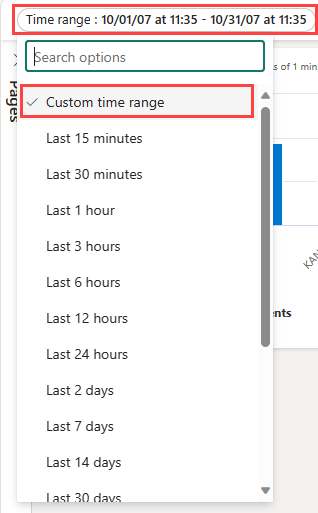 Time range : 10/01/07 at 11:35 - 10/31/07 at 11:35
Search options
s of 1 min
Pages
Custom time range
Last 15 minutes
Last 30 minutes
Last 1 hour
Last 3 hours
Last 6 hours
KAN
Last 12 hours
nts
Last 24 hours
Last 2 days
Last 7 days
Last 14 days
Last 30 days